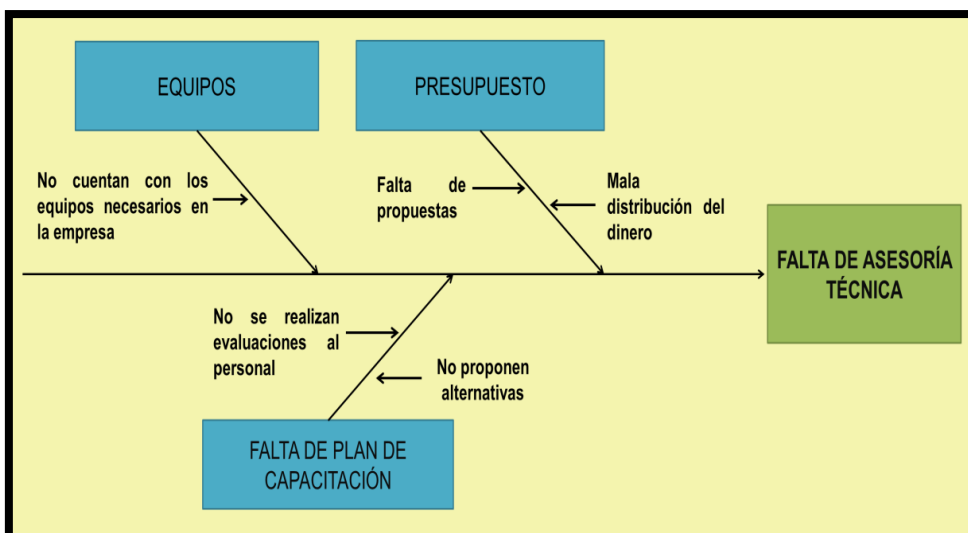 EQUIPOS
PRESUPUESTO
No cuentan con los
equipos necesarios en
la empresa
Falta de
propuestas
Mala
distribución del
dinero
FALTA DE ASESORÍA
TÉCNICA
No se realizan
evaluaciones al
personal
No proponen
alternativas
FALTA DE PLAN DE
CAPACITACIÓN